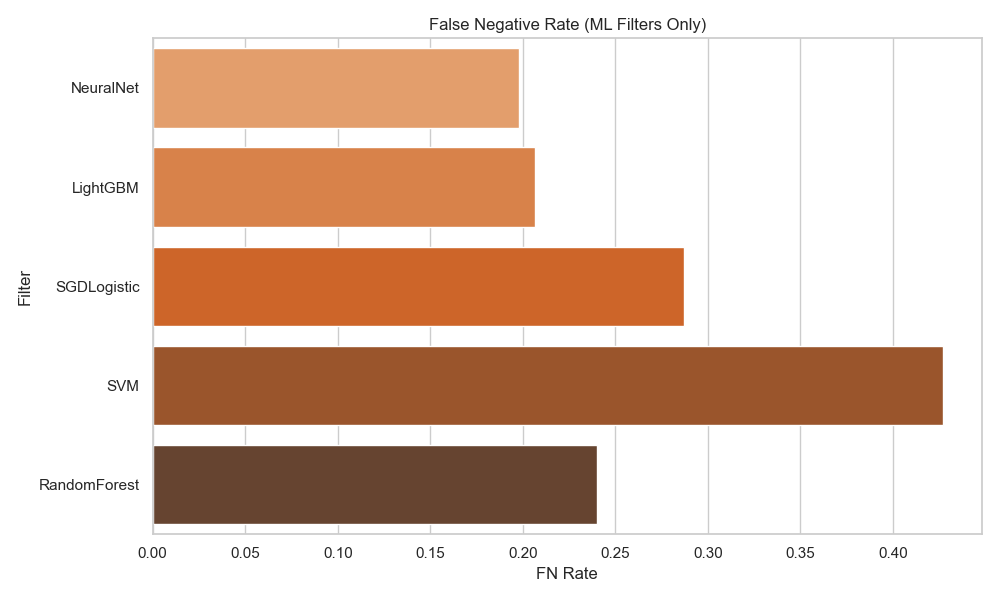 False Negative Rate (ML Filters Only)
NeuralNet
LightGBM
SGDLogistic
SVM
RandomForest
Filter
0.00 0.05 0.10 0.15 0.20 0.25 0.30 0.35 0.40
FN Rate